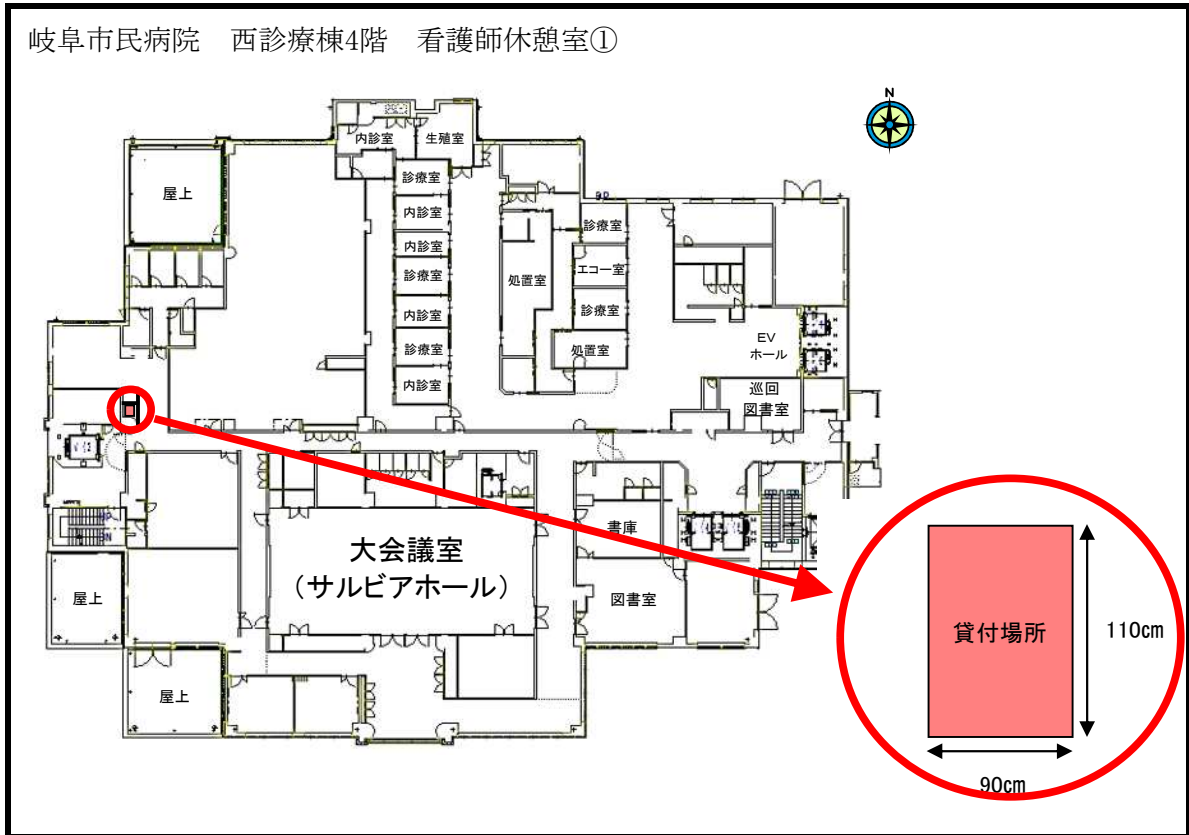 岐阜市民病院　西診療棟4階　看護師休憩室①
N
内診室
生殖室
屋上
診療室
内診室
内診室
診療室
内診室
診療室
内診室
処置室
診療室
エコー室
診療室
処置室
EV
ホール
巡回
図書室
大会議室
（サルビアホール）
書庫
図書室
屋上
屋上
貸付場所
110㎝
90㎝